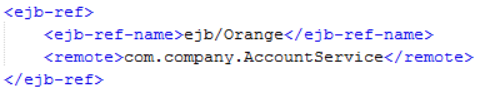 <ejb-ref>
    <ejb-ref-name>ejb/Orange</ejb-ref-name>
    <remote>com.company.AccountService</remote>
</ejb-ref>